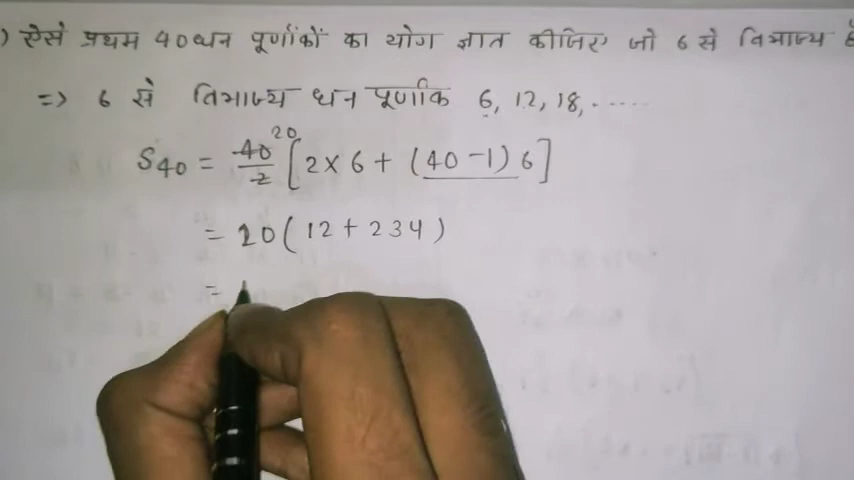 ) ऐसे प्रथम 40 धन पूर्णांकों का योग ज्ञात कीजिए जो 6 से विभाज्य
=> 6 से विभाज्य धन पूर्णांक 6, 12, 18, .....
S40 = 40/2 20 [2 × 6 + (40 - 1) 6]
= 20 (12 + 234)
=